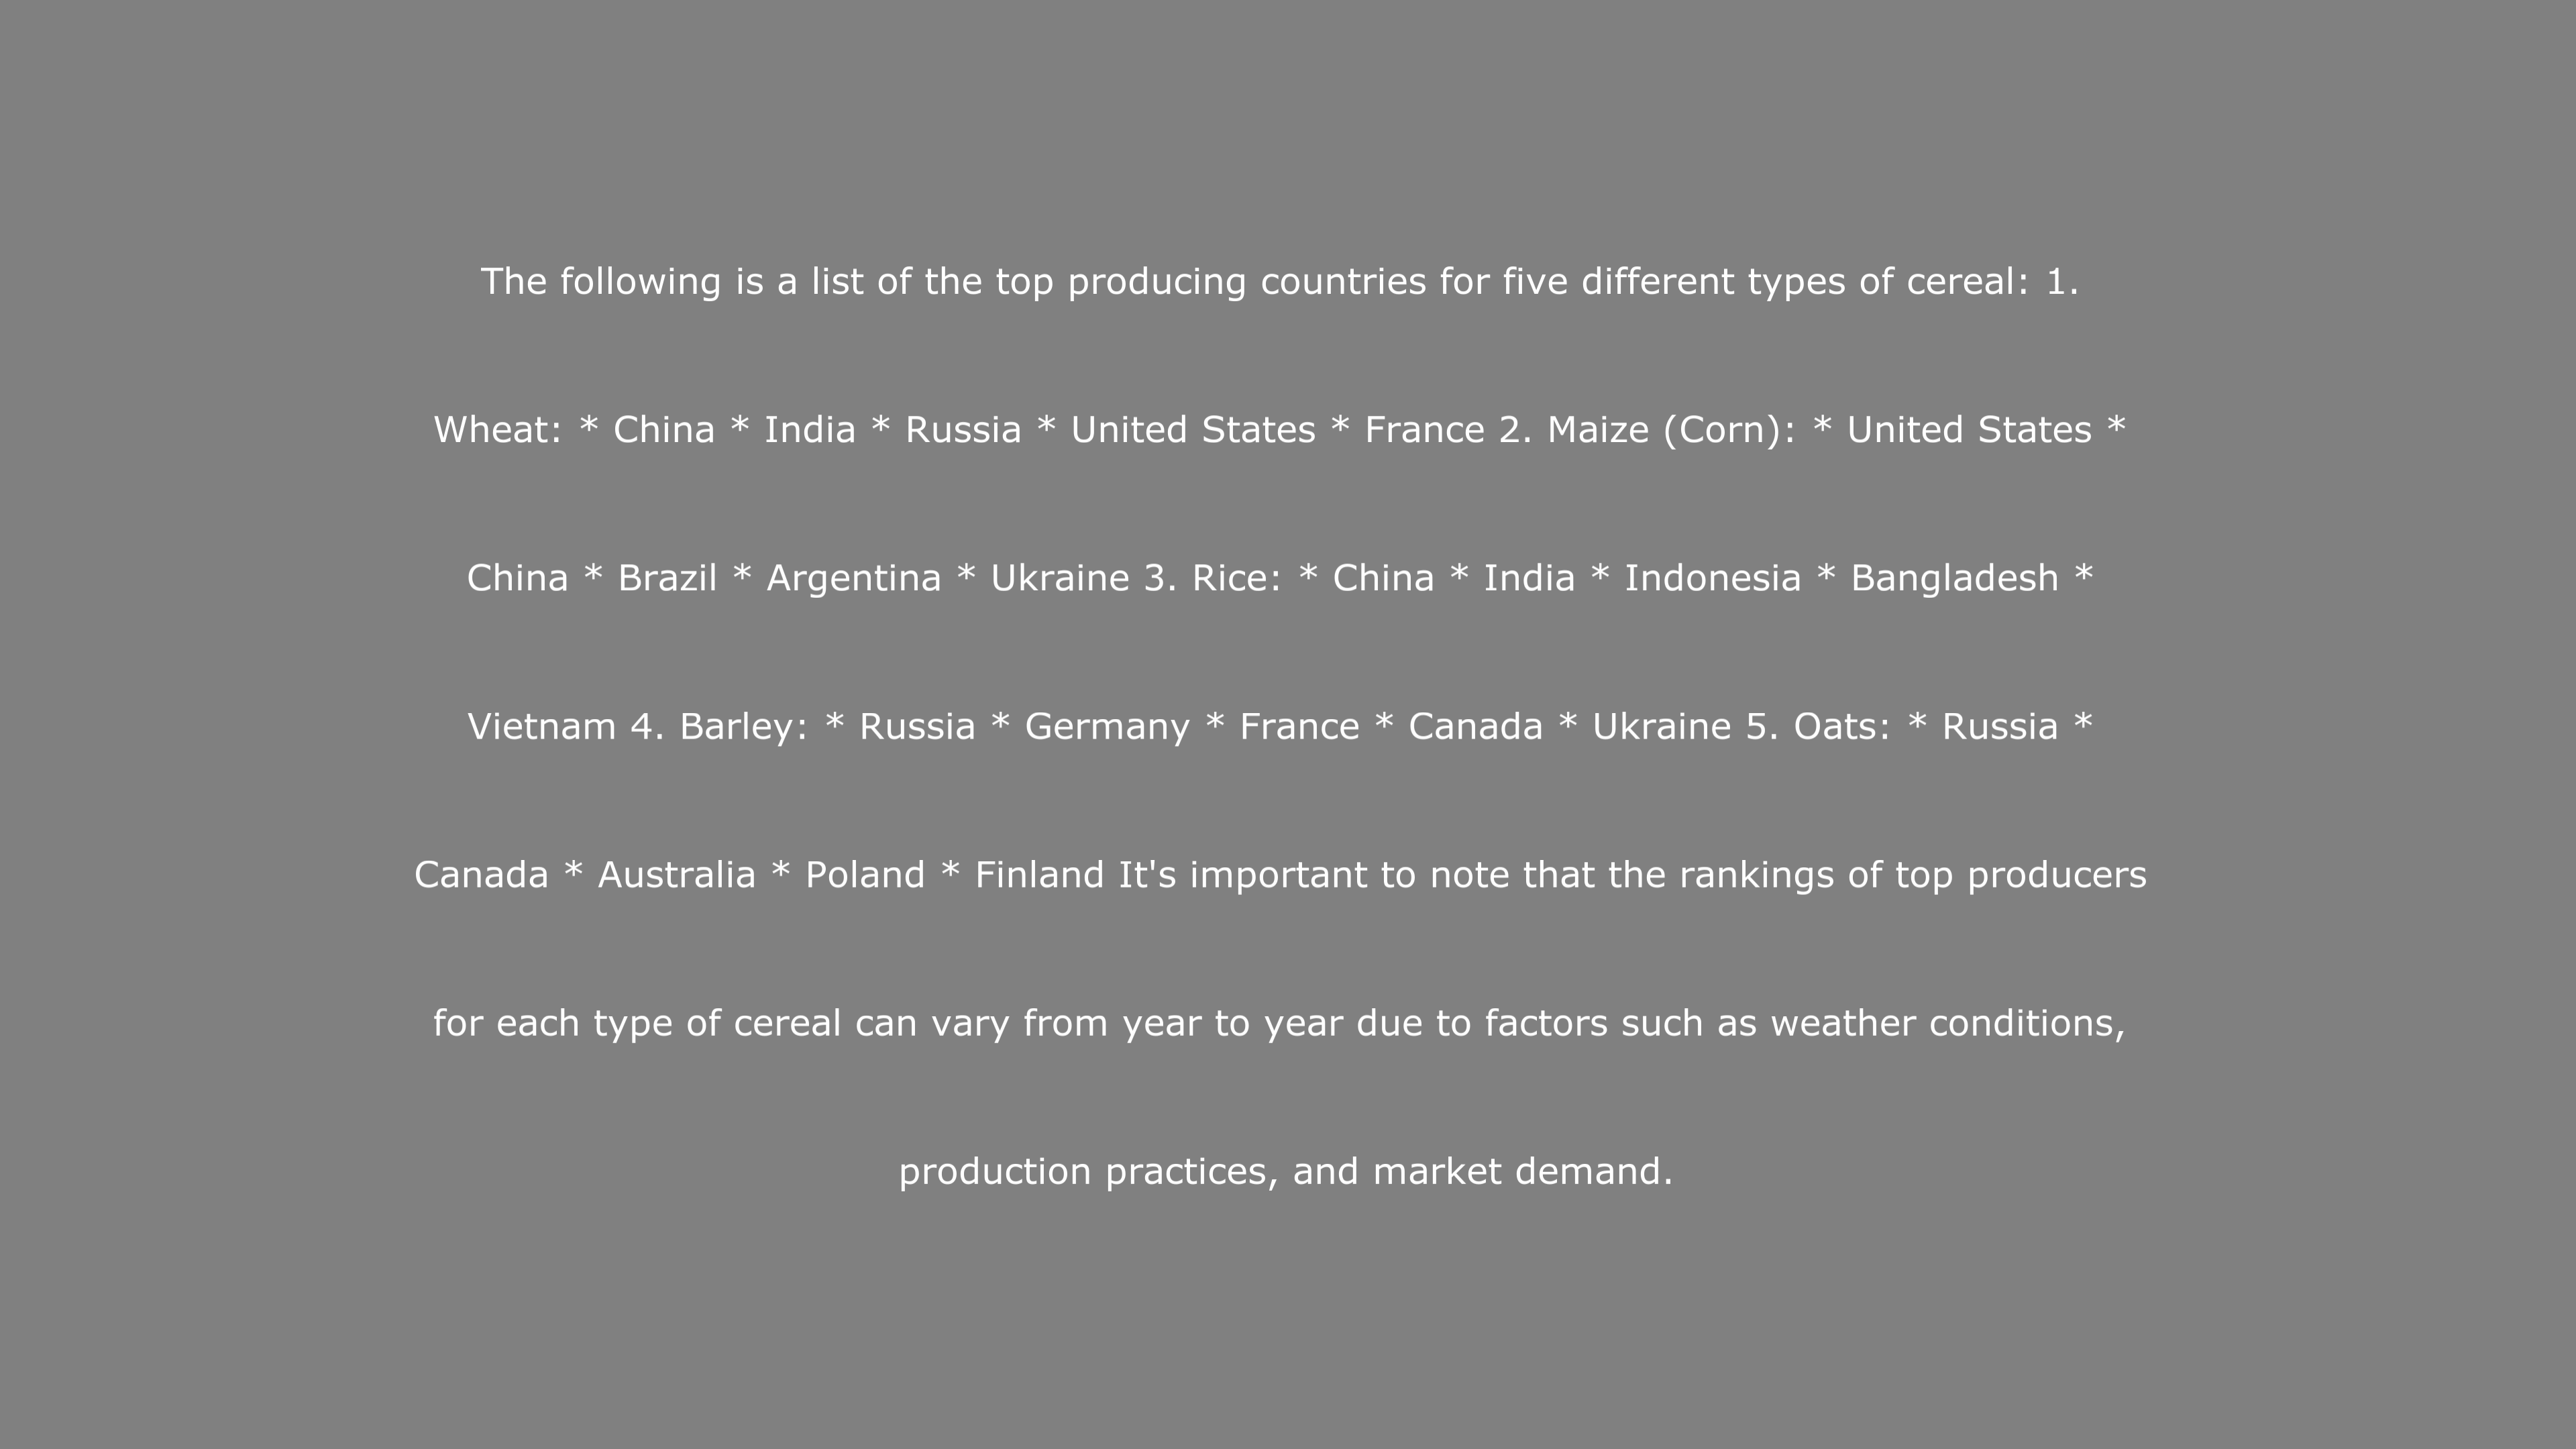 The following is a list of the top producing countries for five different types of cereal: 1.
Wheat: * China * India * Russia * United States * France 2. Maize (Corn): * United States *
China * Brazil * Argentina * Ukraine 3. Rice: * China * India * Indonesia * Bangladesh *
Vietnam 4. Barley: * Russia * Germany * France * Canada * Ukraine 5. Oats: * Russia *
Canada * Australia * Poland * Finland It's important to note that the rankings of top producers
for each type of cereal can vary from year to year due to factors such as weather conditions,
production practices, and market demand.